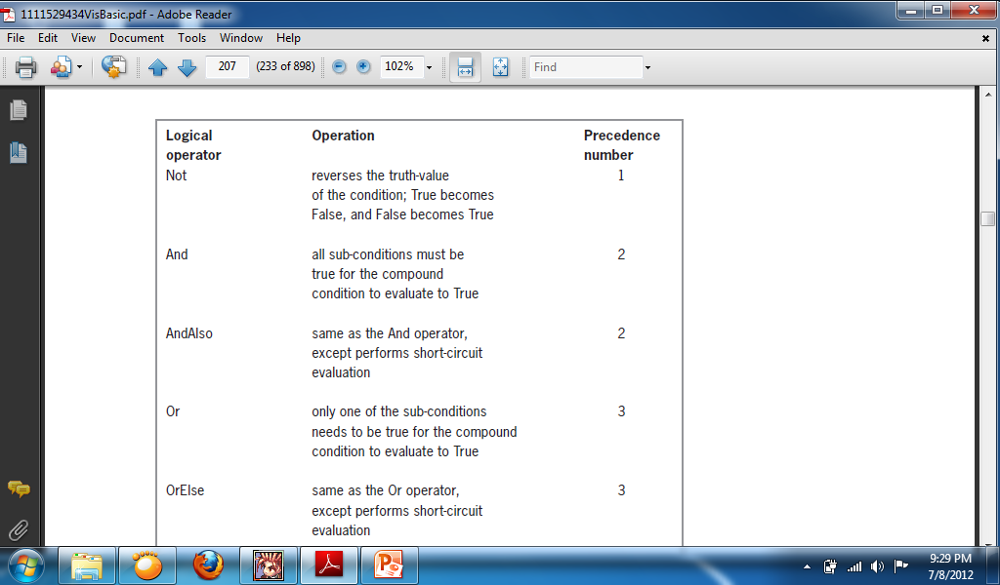 1111529434VisBasic.pdf - Adobe Reader
File Edit View Document Tools Window Help
207 (233 of 898) 102% Find
Logical operator Operation Precedence number
Not reverses the truth-value 1
of the condition; True becomes
False, and False becomes True
And all sub-conditions must be 2
true for the compound
condition to evaluate to True
AndAlso same as the And operator, 2
except performs short-circuit
evaluation
Or only one of the sub-conditions 3
needs to be true for the compound
condition to evaluate to True
OrElse same as the Or operator, 3
except performs short-circuit
evaluation
9:29 PM
7/8/2012